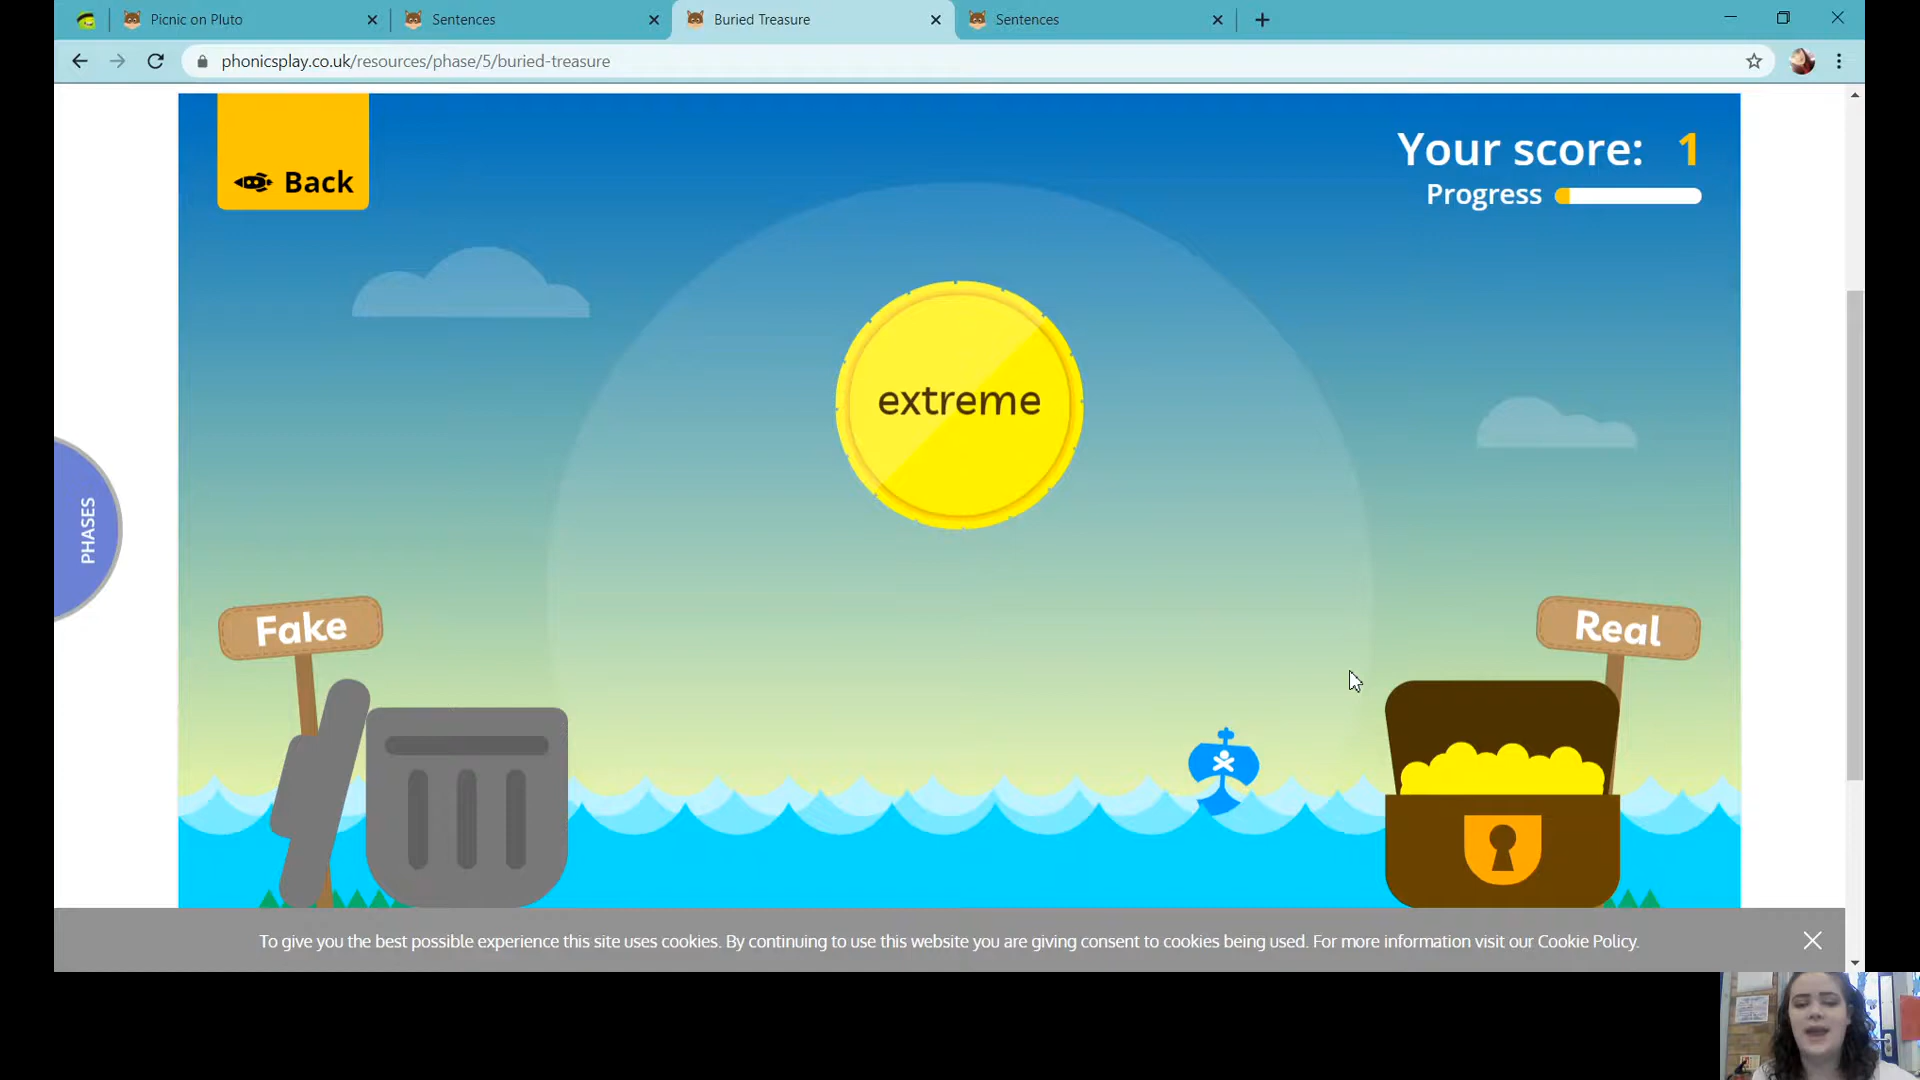 Picnic on Pluto
Sentences
Buried Treasure
Sentences
phonicsplay.co.uk/resources/phase/5/buried-treasure
Back
Your score: 1
Progress
extreme
PHASES
Fake
Real
To give you the best possible experience this site uses cookies. By continuing to use this website you are giving consent to cookies being used. For more information visit our Cookie Policy.